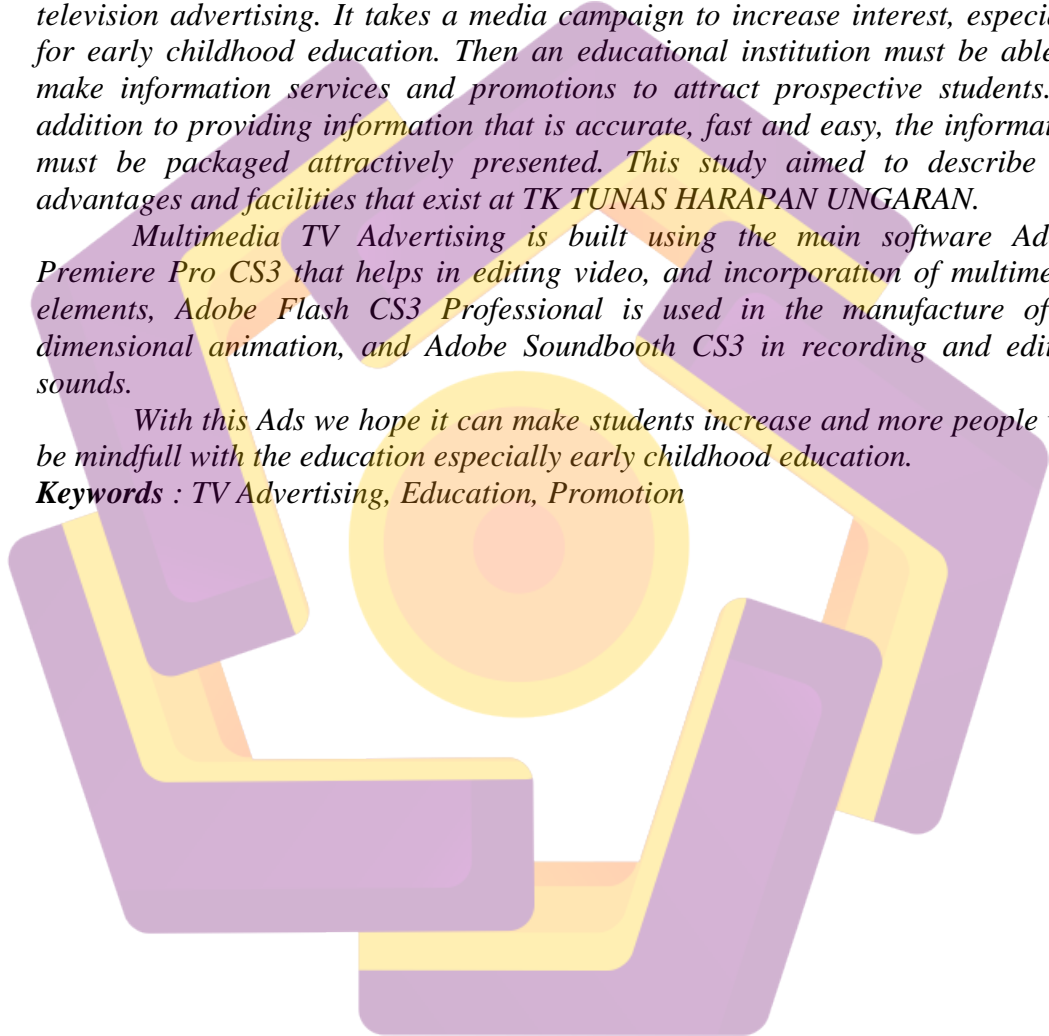 television advertising. It takes a media campaign to increase interest, especia
for early childhood education. Then an educational institution must be able
make information services and promotions to attract prospective students.
addition to providing information that is accurate, fast and easy, the informat
must be packaged attractively presented. This study aimed to describe
advantages and facilities that exist at TK TUNAS HARAPAN UNGARAN.
Multimedia TV Advertising is built using the main software Ad
Premiere Pro CS3 that helps in editing video, and incorporation of multime
elements, Adobe Flash CS3 Professional is used in the manufacture of
dimensional animation, and Adobe Soundbooth CS3 in recording and edi
sounds.
With this Ads we hope it can make students increase and more people
be mindfull with the education especially early childhood education.
Keywords : TV Advertising, Education, Promotion